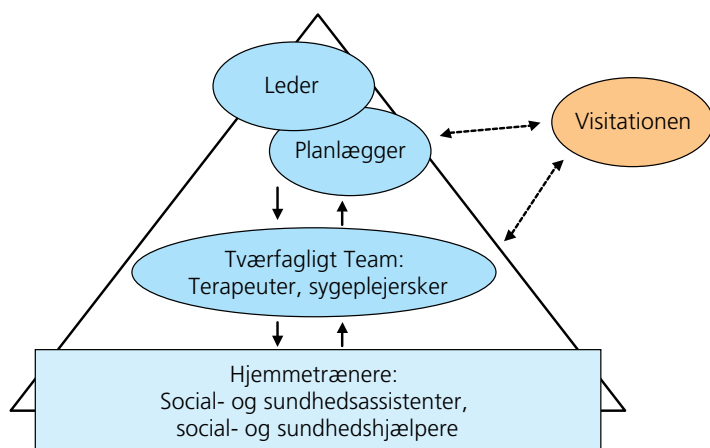 Leder
Planlægger
Visitationen
Tværfagligt Team:
Terapeuter, sygeplejersker
Hjemmetrænere:
Social- og sundhedsassistenter,
social- og sundhedshjælpere